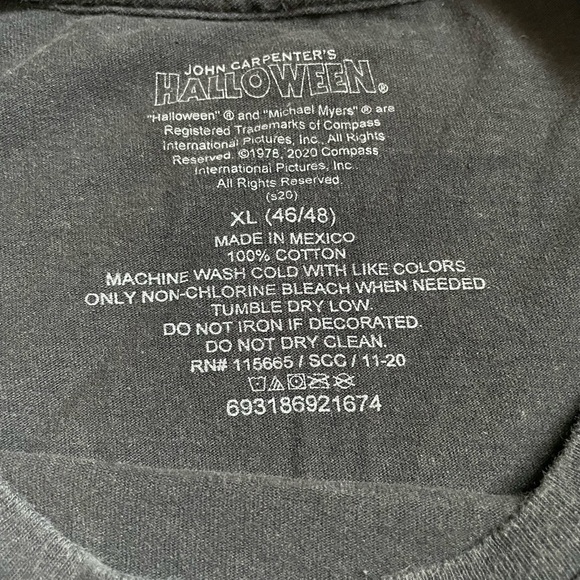 JOHN CARPENTER'S
HALLOWEEN®
"Halloween" ® and "Michael Myers" ® are
Registered Trademarks of Compass
International Pictures, Inc., All Rights
Reserved. ©1978, 2020 Compass
International Pictures, Inc.
All Rights Reserved.
(s20)
XL (46/48)
MADE IN MEXICO
100% COTTON
MACHINE WASH COLD WITH LIKE COLORS
ONLY NON-CHLORINE BLEACH WHEN NEEDED
TUMBLE DRY LOW.
DO NOT IRON IF DECORATED.
DO NOT DRY CLEAN.
RN# 115665 / SCC / 11-20
693186921674